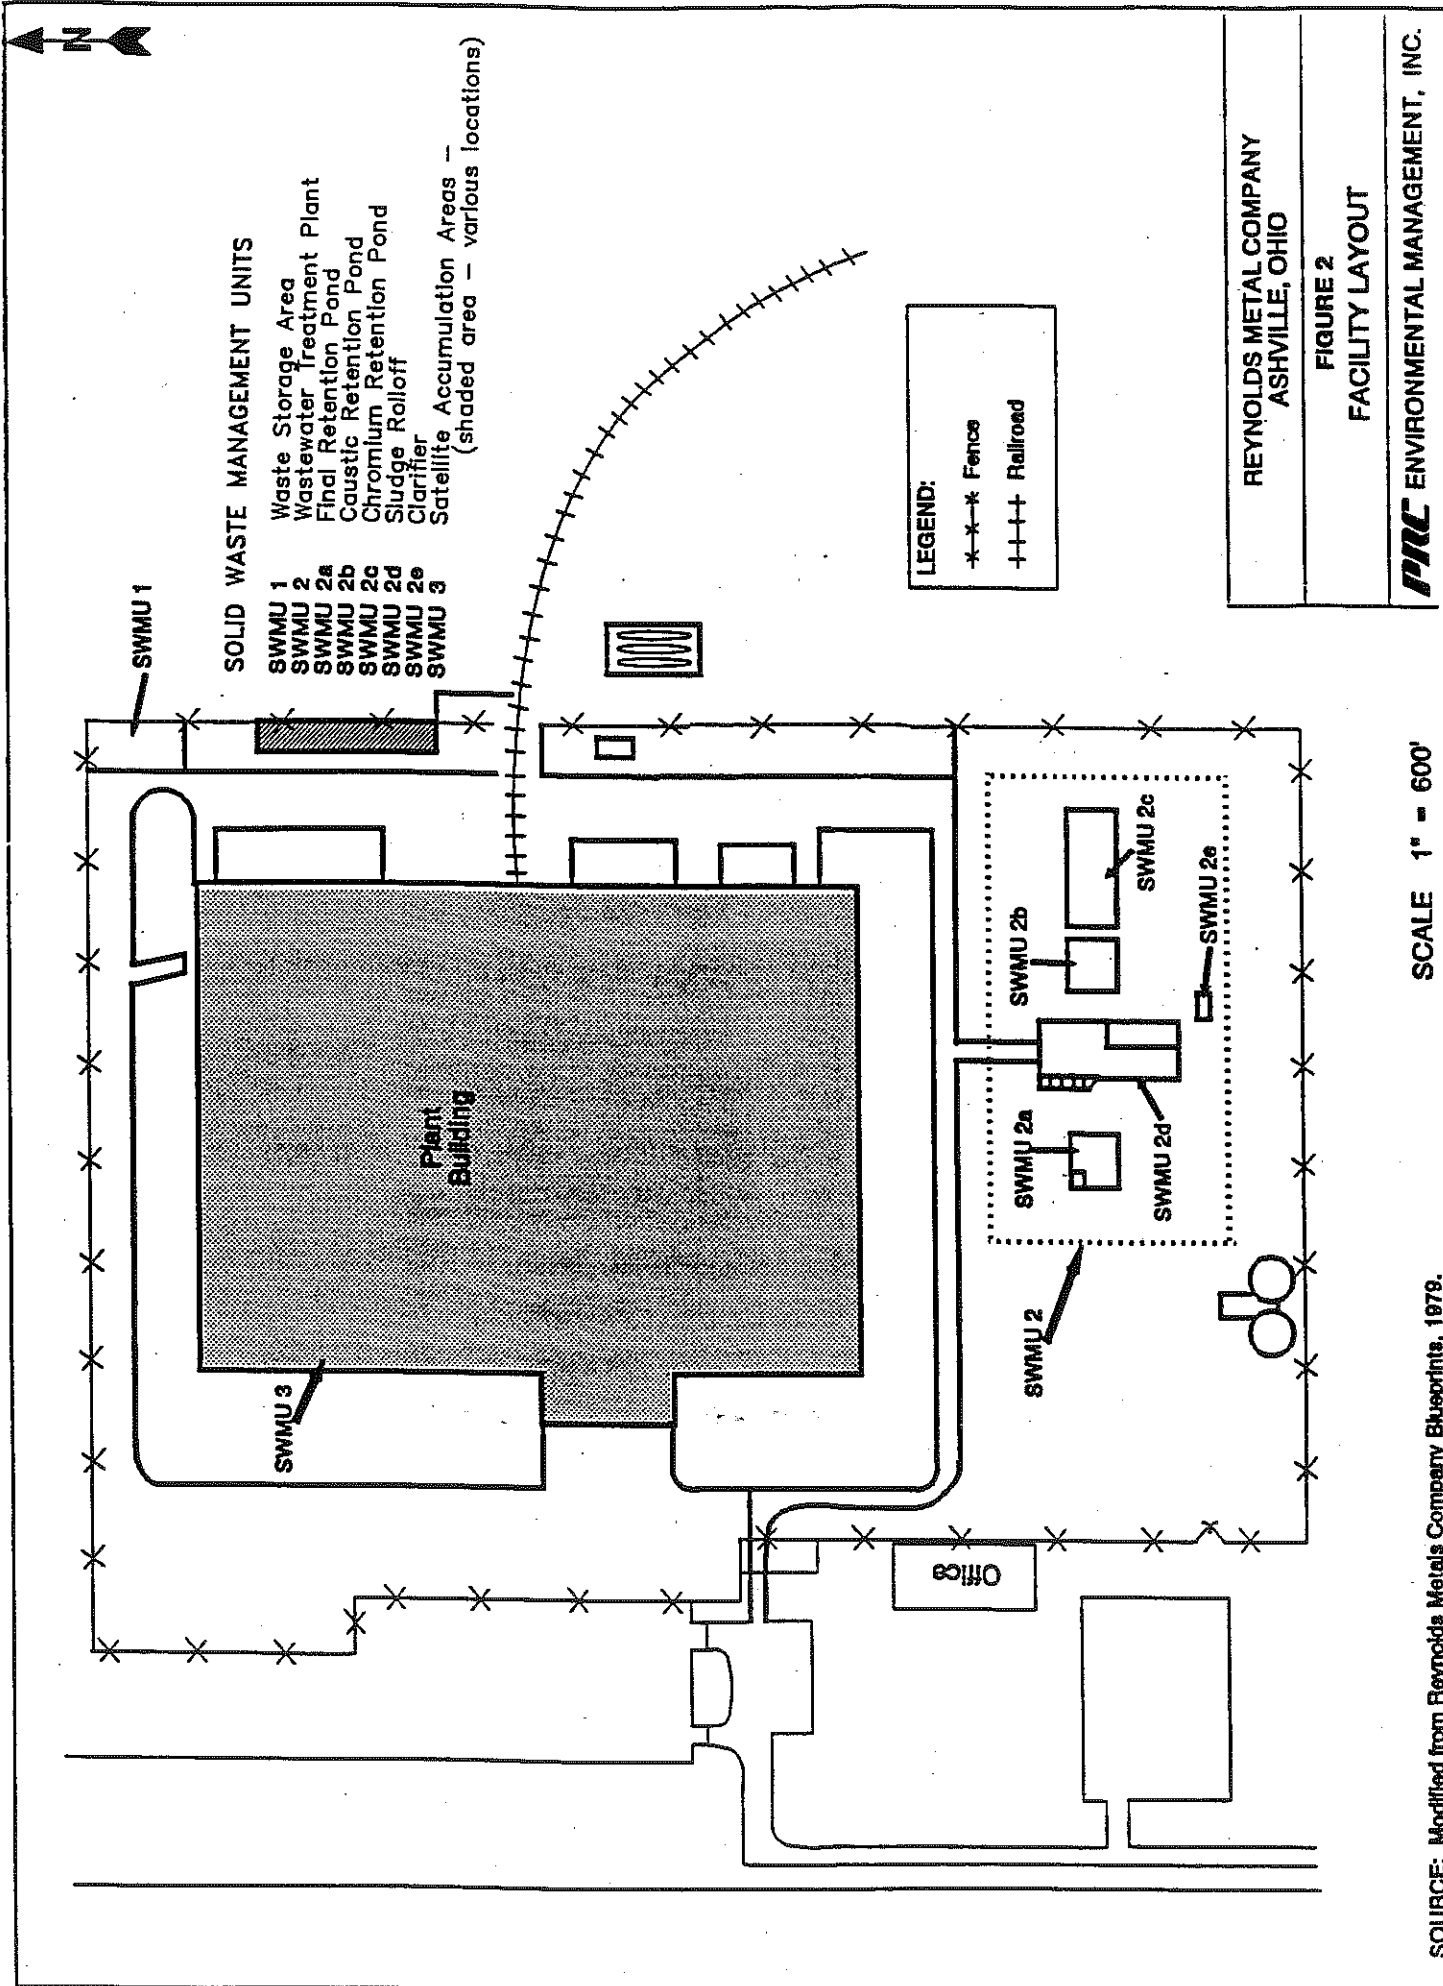 N
SWMU 1
SOLID WASTE MANAGEMENT UNITS
SWMU 1 Waste Storage Area
SWMU 2 Wastewater Treatment Plant
SWMU 2a Final Retention Pond
SWMU 2b Caustic Retention Pond
SWMU 2c Chromium Retention Pond
SWMU 2d Sludge Rolloff
SWMU 2e Clarifier
SWMU 3 Satellite Accumulation Areas –
(shaded area – various locations)
SWMU 3
Plant
Building
SWMU 2b
SWMU 2c
SWMU 2e
SWMU 2a
SWMU 2d
SWMU 2
Office
LEGEND:
x x x Fence
++++ Railroad
SCALE 1" = 600'
SOURCE: Modified from Reynolds Metals Company Blueprints, 1979.
REYNOLDS METAL COMPANY
ASHVILLE, OHIO
FIGURE 2
FACILITY LAYOUT
PRC ENVIRONMENTAL MANAGEMENT, INC.